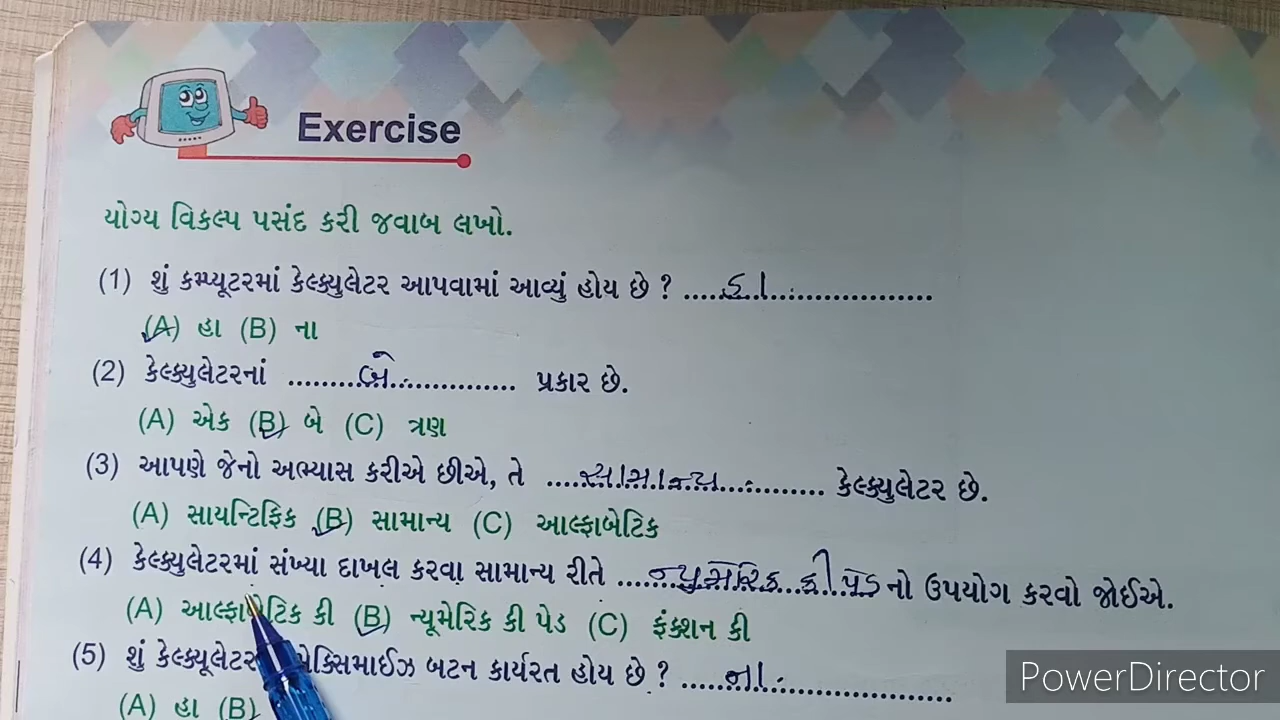 Exercise
યોગ્ય વિકલ્પ પસંદ કરી જવાબ લખો.
(1) શું કમ્પ્યૂટરમાં કેલ્ક્યુલેટર આપવામાં આવ્યું હોય છે ? ......હા..................
(A) હા (B) ના
(2) કેલ્ક્યુલેટરનાં .........બે............... પ્રકાર છે.
(A) એક (B) બે (C) ત્રણ
(3) આપણે જેનો અભ્યાસ કરીએ છીએ, તે ....સામાન્ય.......... કેલ્ક્યુલેટર છે.
(A) સાયન્ટિફિક (B) સામાન્ય (C) આલ્ફાબેટિક
(4) કેલ્ક્યુલેટરમાં સંખ્યા દાખલ કરવા સામાન્ય રીતે ....ન્યુમેરિક કી પેડ નો ઉપયોગ કરવો જોઈએ.
(A) આલ્ફાબેટિક કી (B) ન્યૂમેરિક કી પેડ (C) ફંક્શન કી
(5) શું કેલ્ક્યૂલેટર મેક્સિમાઈઝ બટન કાર્યરત હોય છે ? .....ના..................
(A) હા (B)
PowerDirector